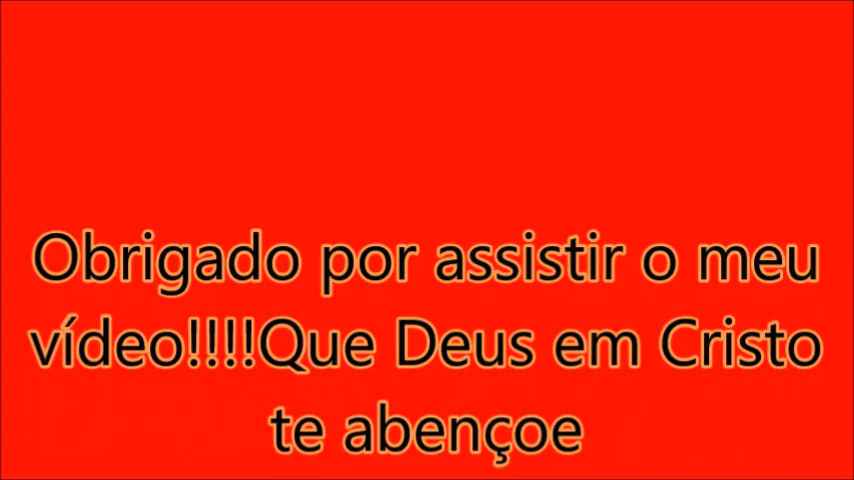 Obrigado por assistir o meu
vídeo!!!!Que Deus em Cristo
te abençoe